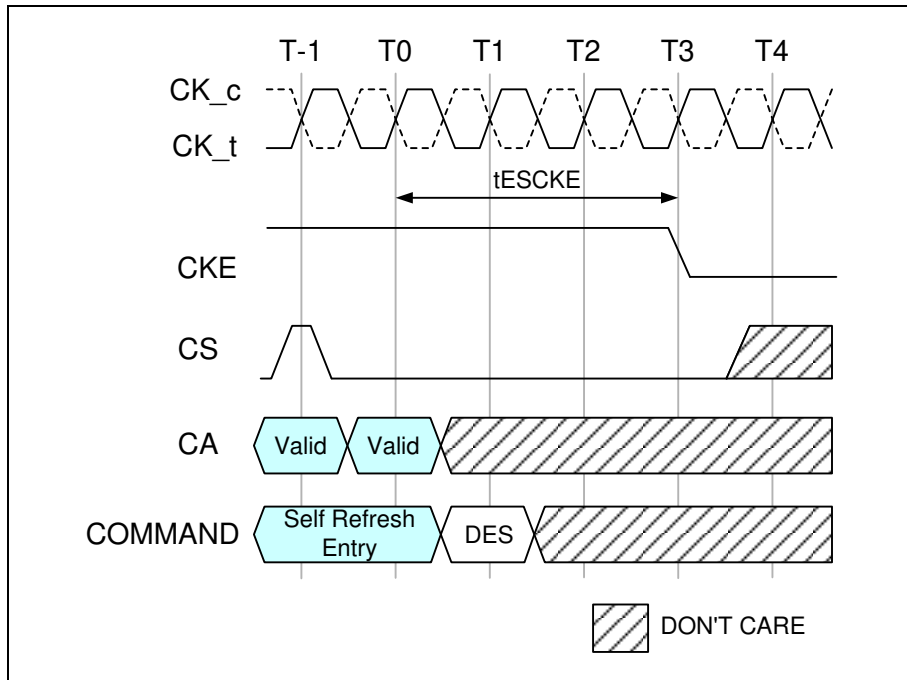 T-1 T0 T1 T2 T3 T4
CK_c
CK_t
tESCKE
CKE
CS
CA Valid Valid
COMMAND Self Refresh
Entry DES
DON'T CARE